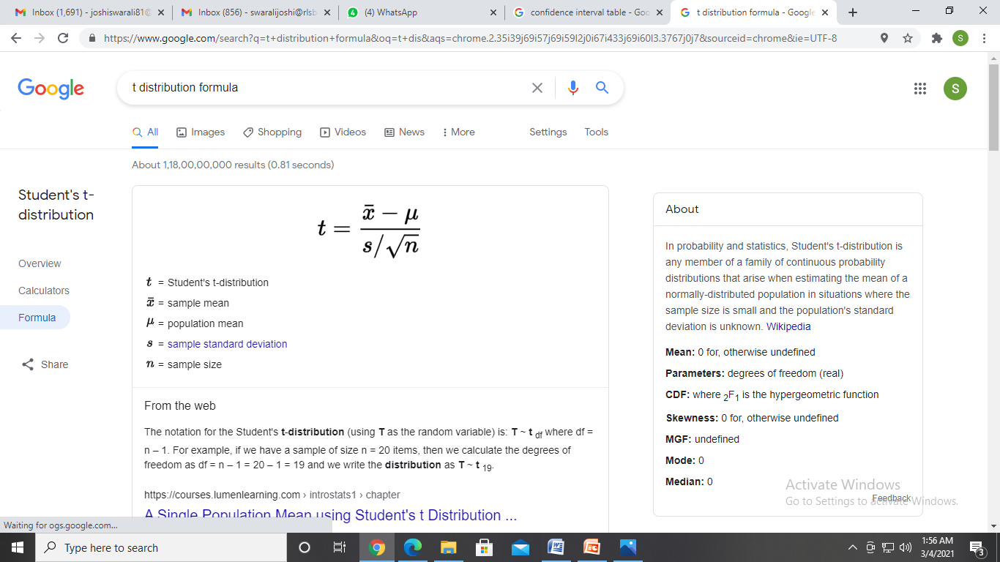 Inbox (1,691) - joshiswarali81@
Inbox (856) - swaralijoshi@rlsb
4
(4) WhatsApp
confidence interval table - Goo
t distribution formula - Google
https://www.google.com/search?q=t+distribution+formula&oq=t+dis&aqs=chrome.2.35i39j69i57j69i59l2j0i67i433j69i60l3.3767j0j7&sourceid=chrome&ie=UTF-8
S
Google
t distribution formula
S
All Images Shopping Videos News More Settings Tools
About 1,18,00,00,000 results (0.81 seconds)
Student's t-
distribution
Overview
Calculators
Formula
Share
t = (x̄ − μ) / (s/√n)
t = Student's t-distribution
x̄ = sample mean
μ = population mean
s = sample standard deviation
n = sample size
From the web
The notation for the Student's t-distribution (using T as the random variable) is: T ~ t df where df =
n – 1. For example, if we have a sample of size n = 20 items, then we calculate the degrees of
freedom as df = n – 1 = 20 – 1 = 19 and we write the distribution as T ~ t 19.
https://courses.lumenlearning.com › introstats1 › chapter
A Single Population Mean using Student's t Distribution ...
About
In probability and statistics, Student's t-distribution is
any member of a family of continuous probability
distributions that arise when estimating the mean of a
normally-distributed population in situations where the
sample size is small and the population's standard
deviation is unknown. Wikipedia
Mean: 0 for, otherwise undefined
Parameters: degrees of freedom (real)
CDF: where 2F1 is the hypergeometric function
Skewness: 0 for, otherwise undefined
MGF: undefined
Mode: 0
Median: 0
Feedback
Activate Windows
Go to Settings to activate Windows.
Waiting for ogs.google.com...
Type here to search
1:56 AM
3/4/2021
3